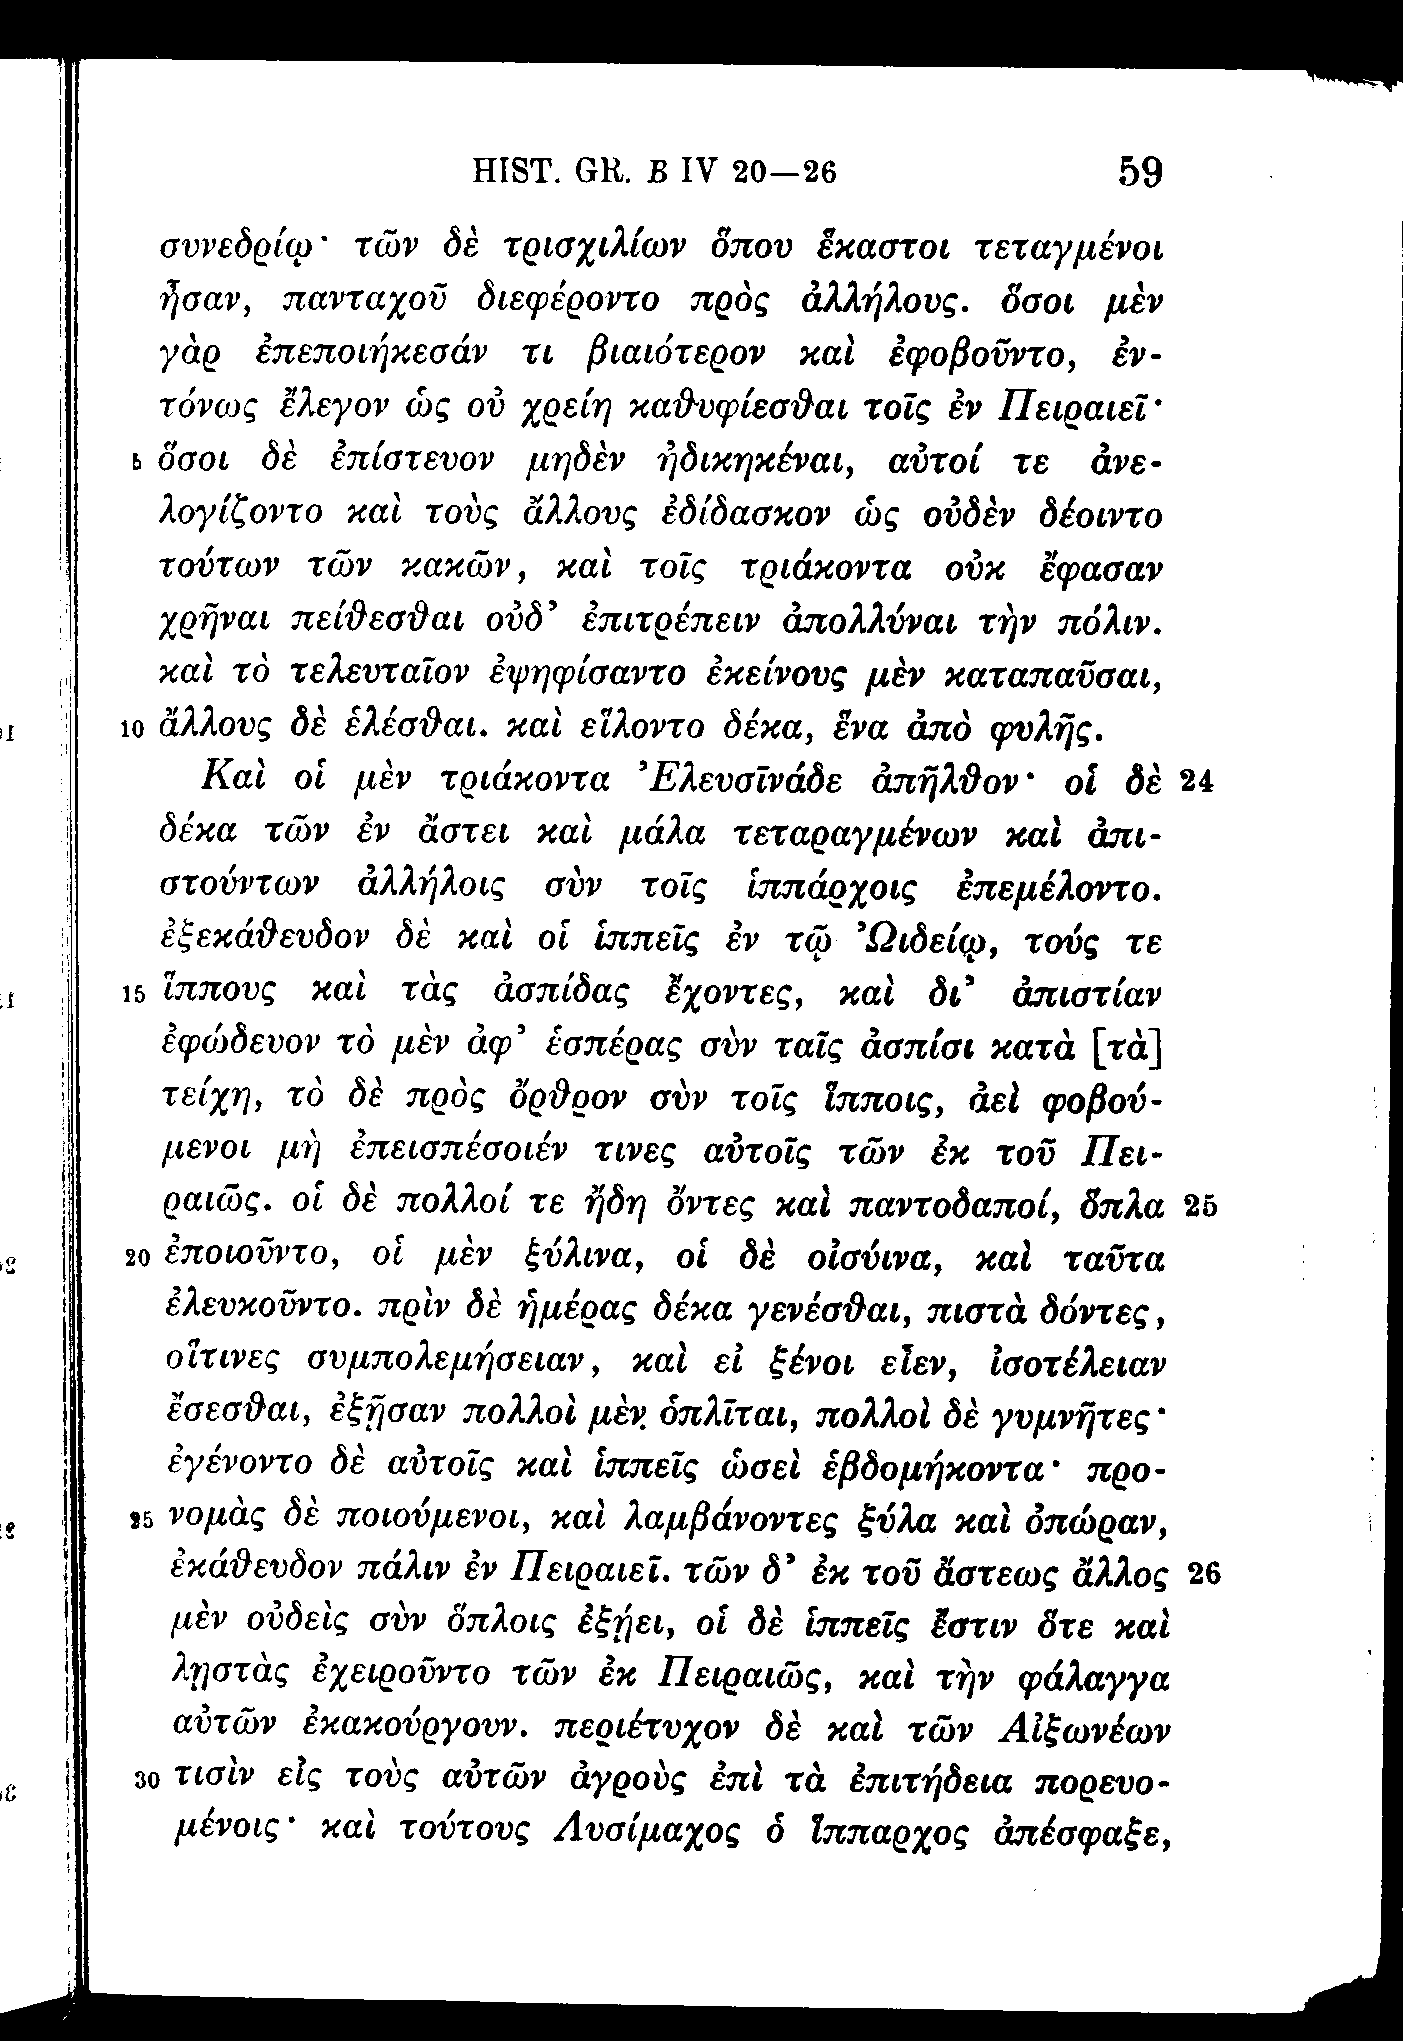 HIST. GR. B IV 20—26 59
συνεδρίῳ· τῶν δὲ τρισχιλίων ὅπου ἕκαστοι τεταγμένοι
ἦσαν, πανταχοῦ διεφέροντο πρὸς ἀλλήλους. ὅσοι μὲν
γὰρ ἐπεποιήκεσάν τι βιαιότερον καὶ ἐφοβοῦντο, ἐν-
τόνως ἔλεγον ὡς οὐ χρείη καθυφίεσθαι τοῖς ἐν Πειραιεῖ·
5 ὅσοι δὲ ἐπίστευον μηδὲν ἠδικηκέναι, αὐτοί τε ἀνε-
λογίζοντο καὶ τοὺς ἄλλους ἐδίδασκον ὡς οὐδὲν δέοιντο
τούτων τῶν κακῶν, καὶ τοῖς τριάκοντα οὐκ ἔφασαν
χρῆναι πείθεσθαι οὐδ’ ἐπιτρέπειν ἀπολλύναι τὴν πόλιν.
καὶ τὸ τελευταῖον ἐψηφίσαντο ἐκείνους μὲν καταπαῦσαι,
10 ἄλλους δὲ ἑλέσθαι. καὶ εἵλοντο δέκα, ἕνα ἀπὸ φυλῆς.
Καὶ οἱ μὲν τριάκοντα Ἐλευσῖνάδε ἀπῆλθον· οἱ δὲ 24
δέκα τῶν ἐν ἄστει καὶ μάλα τεταραγμένων καὶ ἀπι-
στούντων ἀλλήλοις σὺν τοῖς ἱππάρχοις ἐπεμέλοντο.
ἐξεκάθευδον δὲ καὶ οἱ ἱππεῖς ἐν τῷ Ὠιδείῳ, τούς τε
15 ἵππους καὶ τὰς ἀσπίδας ἔχοντες, καὶ δι’ ἀπιστίαν
ἐφώδευον τὸ μὲν ἀφ’ ἑσπέρας σὺν ταῖς ἀσπίσι κατὰ [τὰ]
τείχη, τὸ δὲ πρὸς ὄρθρον σὺν τοῖς ἵπποις, ἀεὶ φοβού-
μενοι μὴ ἐπεισπέσοιέν τινες αὐτοῖς τῶν ἐκ τοῦ Πει-
ραιῶς. οἱ δὲ πολλοί τε ἤδη ὄντες καὶ παντοδαποί, ὅπλα 25
20 ἐποιοῦντο, οἱ μὲν ξύλινα, οἱ δὲ οἰσύινα, καὶ ταῦτα
ἐλευκοῦντο. πρὶν δὲ ἡμέρας δέκα γενέσθαι, πιστὰ δόντες,
οἵτινες συμπολεμήσειαν, καὶ εἰ ξένοι εἶεν, ἰσοτέλειαν
ἔσεσθαι, ἐξῇσαν πολλοὶ μὲν ὁπλῖται, πολλοὶ δὲ γυμνῆτες·
ἐγένοντο δὲ αὐτοῖς καὶ ἱππεῖς ὡσεὶ ἑβδομήκοντα· προ-
25 νομὰς δὲ ποιούμενοι, καὶ λαμβάνοντες ξύλα καὶ ὀπώραν,
ἐκάθευδον πάλιν ἐν Πειραιεῖ. τῶν δ’ ἐκ τοῦ ἄστεως ἄλλος 26
μὲν οὐδεὶς σὺν ὅπλοις ἐξῄει, οἱ δὲ ἱππεῖς ἔστιν ὅτε καὶ
λῃστὰς ἐχειροῦντο τῶν ἐκ Πειραιῶς, καὶ τὴν φάλαγγα
αὐτῶν ἐκακούργουν. περιέτυχον δὲ καὶ τῶν Αἰξωνέων
30 τισὶν εἰς τοὺς αὑτῶν ἀγροὺς ἐπὶ τὰ ἐπιτήδεια πορευο-
μένοις· καὶ τούτους Λυσίμαχος ὁ ἵππαρχος ἀπέσφαξε,